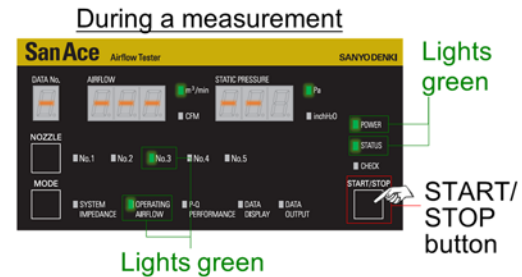 During a measurement
San Ace Airflow Tester SANYO DENKI
DATA No. AIRFLOW STATIC PRESSURE
m³/min Pa
CFM inchH₂O
Lights
green
POWER
STATUS
CHECK
NOZZLE
No.1 No.2 No.3 No.4 No.5
MODE
START/STOP
SYSTEM
IMPEDANCE
OPERATING
AIRFLOW
P-Q
PERFORMANCE
DATA
DISPLAY
DATA
OUTPUT
START/
STOP
button
Lights green